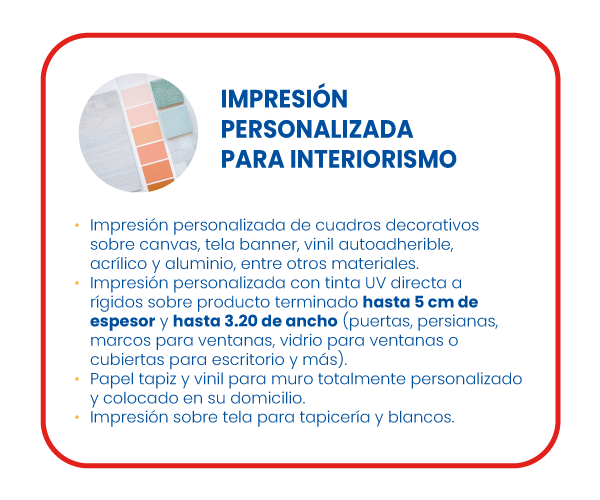 IMPRESIÓN
PERSONALIZADA
PARA INTERIORISMO
• Impresión personalizada de cuadros decorativos
sobre canvas, tela banner, vinil autoadherible,
acrílico y aluminio, entre otros materiales.
• Impresión personalizada con tinta UV directa a
rígidos sobre producto terminado hasta 5 cm de
espesor y hasta 3.20 de ancho (puertas, persianas,
marcos para ventanas, vidrio para ventanas o
cubiertas para escritorio y más).
• Papel tapiz y vinil para muro totalmente personalizado
y colocado en su domicilio.
• Impresión sobre tela para tapicería y blancos.